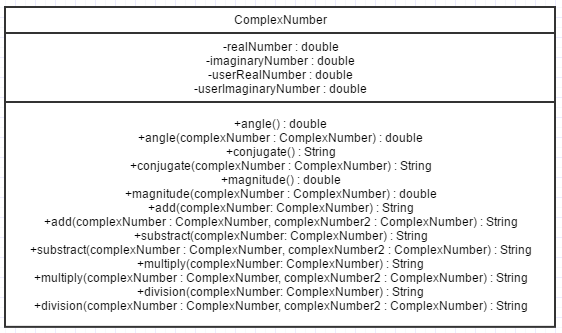 ComplexNumber
-realNumber : double
-imaginaryNumber : double
-userRealNumber : double
-userImaginaryNumber : double
+angle() : double
+angle(complexNumber : ComplexNumber) : double
+conjugate() : String
+conjugate(complexNumber : ComplexNumber) : String
+magnitude() : double
+magnitude(complexNumber : ComplexNumber) : double
+add(complexNumber: ComplexNumber) : String
+add(complexNumber : ComplexNumber, complexNumber2 : ComplexNumber) : String
+substract(complexNumber: ComplexNumber) : String
+substract(complexNumber : ComplexNumber, complexNumber2 : ComplexNumber) : String
+multiply(complexNumber: ComplexNumber) : String
+multiply(complexNumber : ComplexNumber, complexNumber2 : ComplexNumber) : String
+division(complexNumber: ComplexNumber) : String
+division(complexNumber : ComplexNumber, complexNumber2 : ComplexNumber) : String